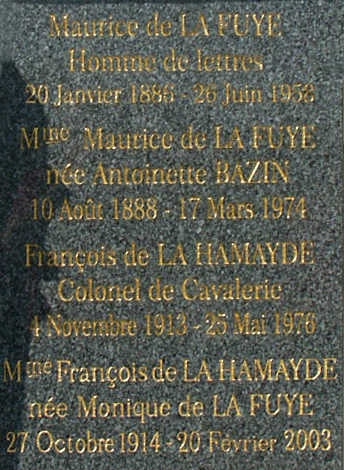 Maurice de LA FUYE
Homme de lettres
20 Janvier 1886 - 26 Juin 1958
Mme Maurice de LA FUYE
née Antoinette BAZIN
10 Août 1888 - 17 Mars 1974
François de LA HAMAYDE
Colonel de Cavalerie
4 Novembre 1913 - 25 Mai 1976
Mme François de LA HAMAYDE
née Monique de LA FUYE
27 Octobre 1914 - 20 Février 2003